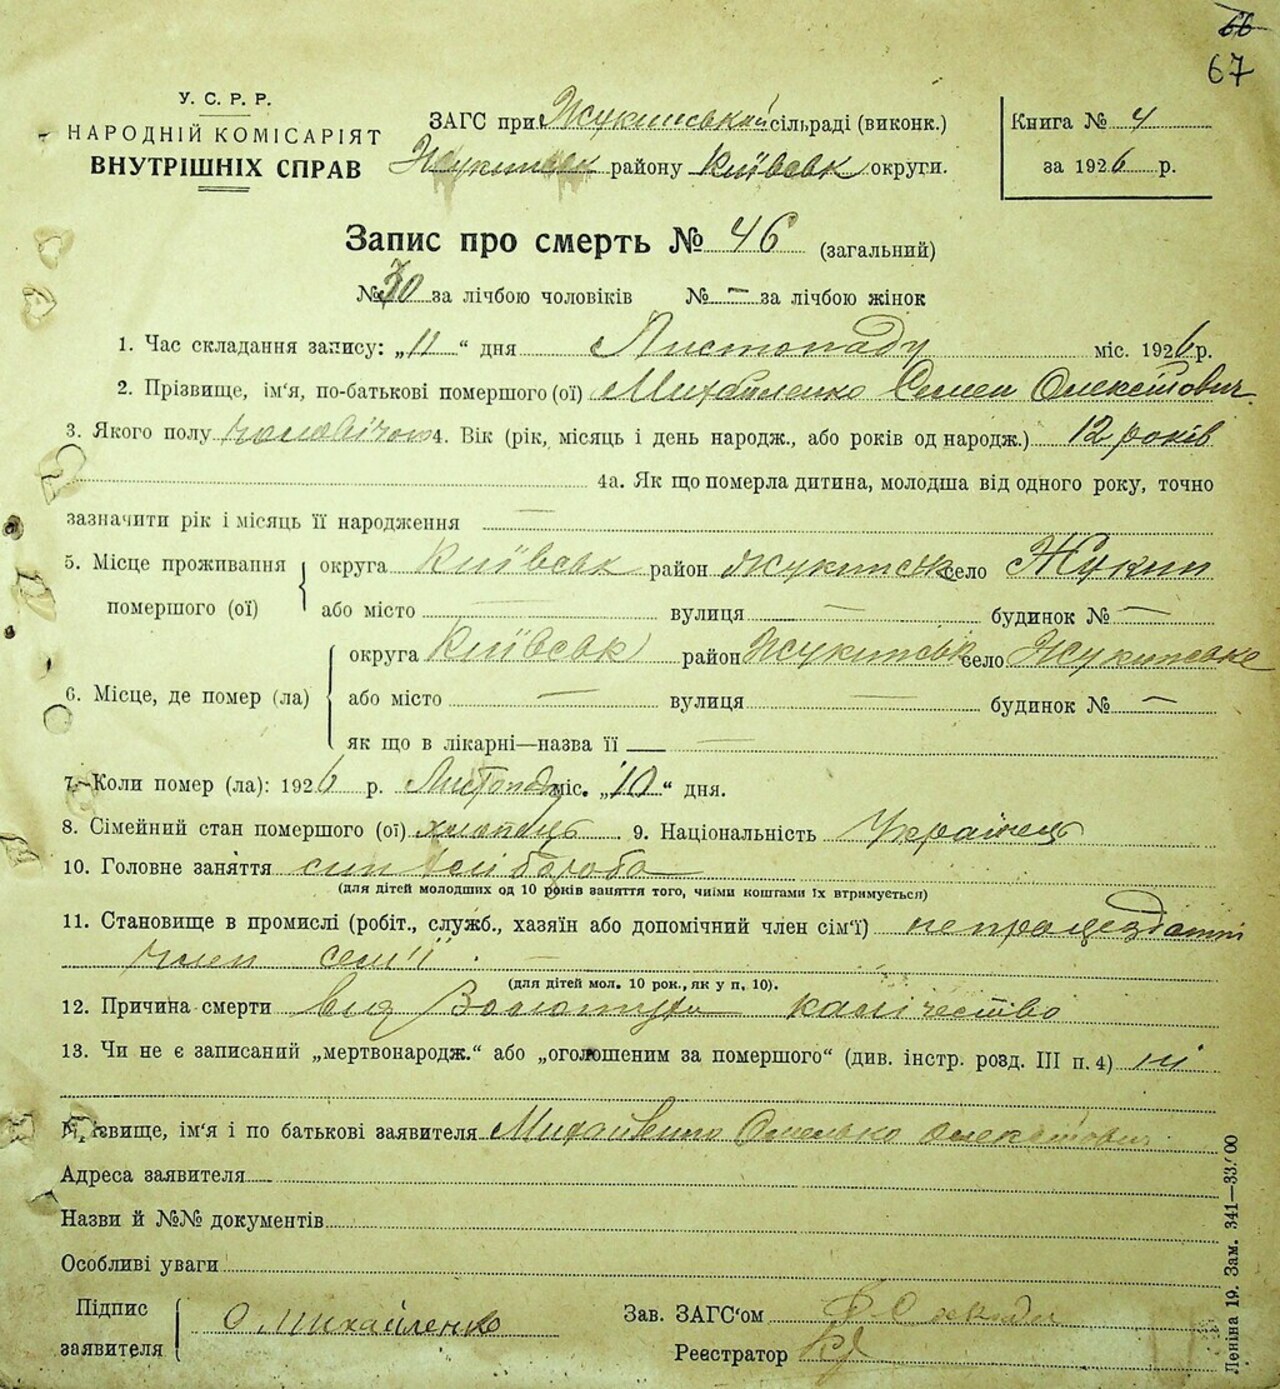 66
67
У. С. Р. Р.
НАРОДНІЙ КОМІСАРІЯТ
ВНУТРІШНІХ СПРАВ
ЗАГС при Жукинській сільраді (виконк.)
Жукинськ району Київськ округи.
Книга № 4
за 1926 р.
Запис про смерть № 46 (загальний)
№ 30 за лічбою чоловіків № — за лічбою жінок
1. Час складання запису: „11“ дня Листопаду міс. 1926 р.
2. Прізвище, ім‘я, по-батькові помершого (ої) Михайленко Семен
3. Якого полу 4. Вік (рік, місяць і день народж., або років од народж.) 12 років
4а. Як що померла дитина, молодша від одного року, точно
зазначити рік і місяць її народження —
5. Місце проживання помершого (ої) округа Київськ район Жукинськ село Жукин
або місто — вулиця — будинок № —
6. Місце, де помер (ла) округа Київськ район Жукинськ село Жукинське
або місто — вулиця — будинок № —
як що в лікарні—назва її —
7. Коли помер (ла): 1926 р. Листопаду міс. „10“ дня.
8. Сімейний стан помершого (ої) хлопець 9. Національність Українець
10. Головне заняття син хлібороба
(для дітей молодших од 10 років заняття того, чиїми коштами їх втримується)
11. Становище в промислі (робіт., служб., хазяїн або допомічний член сім‘ї) непрацездатні
член семії
(для дітей мол. 10 рок., як у п. 10).
12. Причина смерти від калічество
13. Чи не є записаний „мертвонародж.“ або „оголошеним за помершого“ (див. інстр. розд. III п. 4) ні
Прізвище, ім‘я і по батькові заявителя
Адреса заявителя
Назви й №№ документів
Особливі уваги
Підпис заявителя О Михайленко
Зав. ЗАГС‘ом
Реєстратор
Леніна 19. Зам. 341—33.000